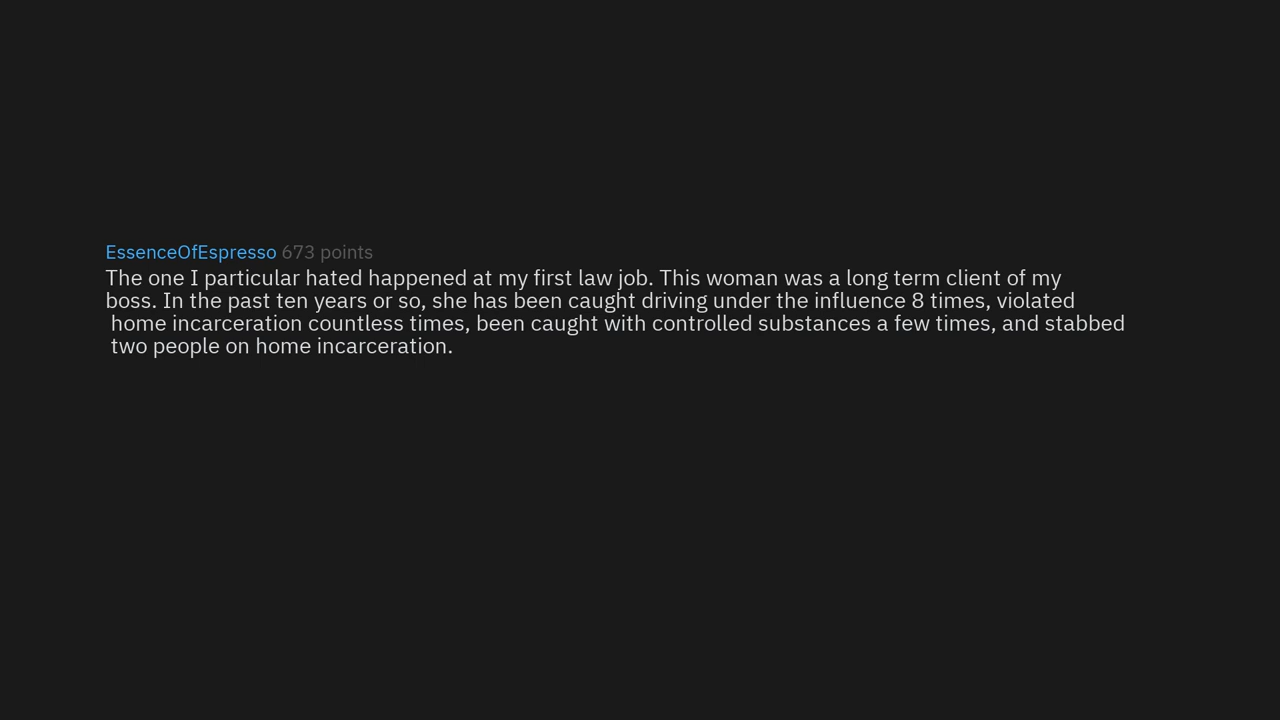 EssenceOfEspresso 673 points
The one I particular hated happened at my first law job. This woman was a long term client of my
boss. In the past ten years or so, she has been caught driving under the influence 8 times, violated
home incarceration countless times, been caught with controlled substances a few times, and stabbed
two people on home incarceration.